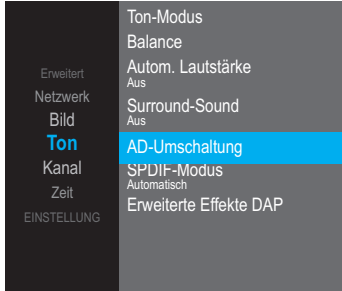 Erweitert
Netzwerk
Bild
Ton
Kanal
Zeit
EINSTELLUNG
Ton-Modus
Balance
Autom. Lautstärke
Aus
Surround-Sound
Aus
AD-Umschaltung
SPDIF-Modus
Automatisch
Erweiterte Effekte DAP